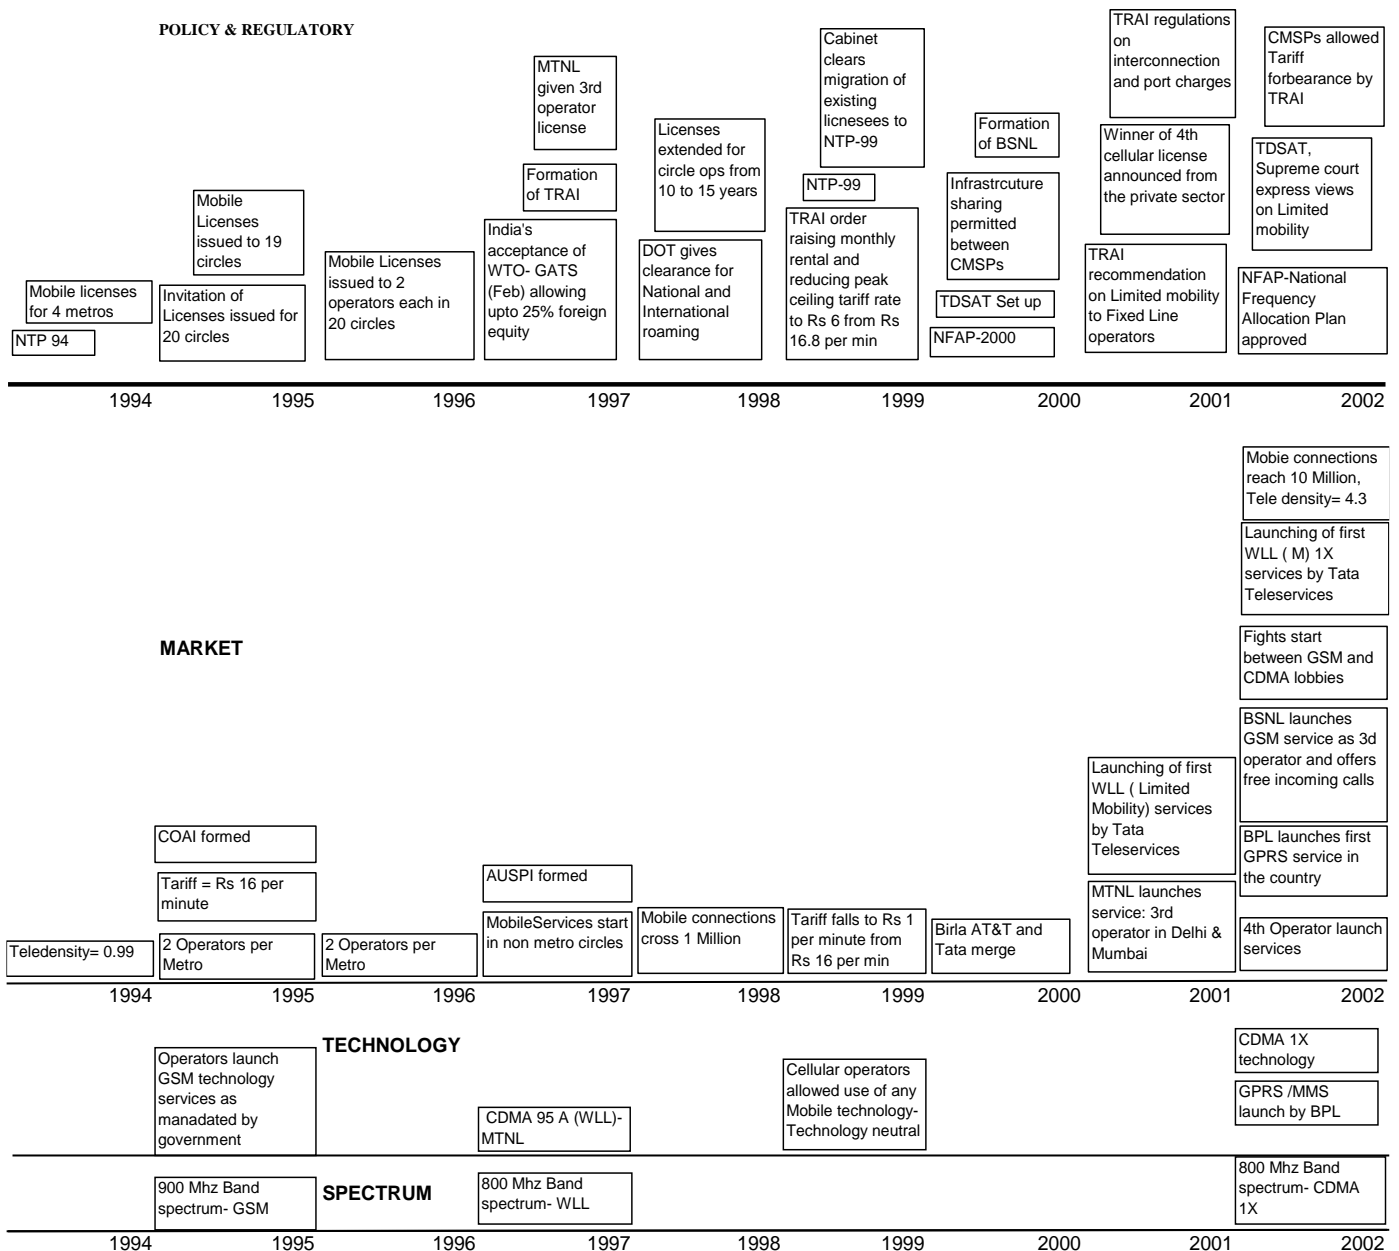 POLICY & REGULATORY
NTP 94
Mobile licenses
for 4 metros
Mobile
Licenses
issued to 19
circles
Invitation of
Licenses issued for
20 circles
Mobile Licenses
issued to 2
operators each in
20 circles
MTNL
given 3rd
operator
license
Formation
of TRAI
India's
acceptance of
WTO- GATS
(Feb) allowing
upto 25% foreign
equity
Licenses
extended for
circle ops from
10 to 15 years
DOT gives
clearance for
National and
International
roaming
Cabinet
clears
migration of
existing
licnesees to
NTP-99
NTP-99
TRAI order
raising monthly
rental and
reducing peak
ceiling tariff rate
to Rs 6 from Rs
16.8 per min
Formation
of BSNL
Infrastrcuture
sharing
permitted
between
CMSPs
TDSAT Set up
NFAP-2000
TRAI regulations
on
interconnection
and port charges
Winner of 4th
cellular license
announced from
the private sector
TRAI
recommendation
on Limited mobility
to Fixed Line
operators
CMSPs allowed
Tariff
forbearance by
TRAI
TDSAT,
Supreme court
express views
on Limited
mobility
NFAP-National
Frequency
Allocation Plan
approved
1994 1995 1996 1997 1998 1999 2000 2001 2002
MARKET
Teledensity= 0.99
COAI formed
Tariff = Rs 16 per
minute
2 Operators per
Metro
2 Operators per
Metro
AUSPI formed
MobileServices start
in non metro circles
Mobile connections
cross 1 Million
Tariff falls to Rs 1
per minute from
Rs 16 per min
Birla AT&T and
Tata merge
Launching of first
WLL ( Limited
Mobility) services
by Tata
Teleservices
MTNL launches
service: 3rd
operator in Delhi &
Mumbai
Mobie connections
reach 10 Million,
Tele density= 4.3
Launching of first
WLL ( M) 1X
services by Tata
Teleservices
Fights start
between GSM and
CDMA lobbies
BSNL launches
GSM service as 3d
operator and offers
free incoming calls
BPL launches first
GPRS service in
the country
4th Operator launch
services
1994 1995 1996 1997 1998 1999 2000 2001 2002
TECHNOLOGY
Operators launch
GSM technology
services as
manadated by
government
CDMA 95 A (WLL)-
MTNL
Cellular operators
allowed use of any
Mobile technology-
Technology neutral
CDMA 1X
technology
GPRS /MMS
launch by BPL
SPECTRUM
900 Mhz Band
spectrum- GSM
800 Mhz Band
spectrum- WLL
800 Mhz Band
spectrum- CDMA
1X
1994 1995 1996 1997 1998 1999 2000 2001 2002